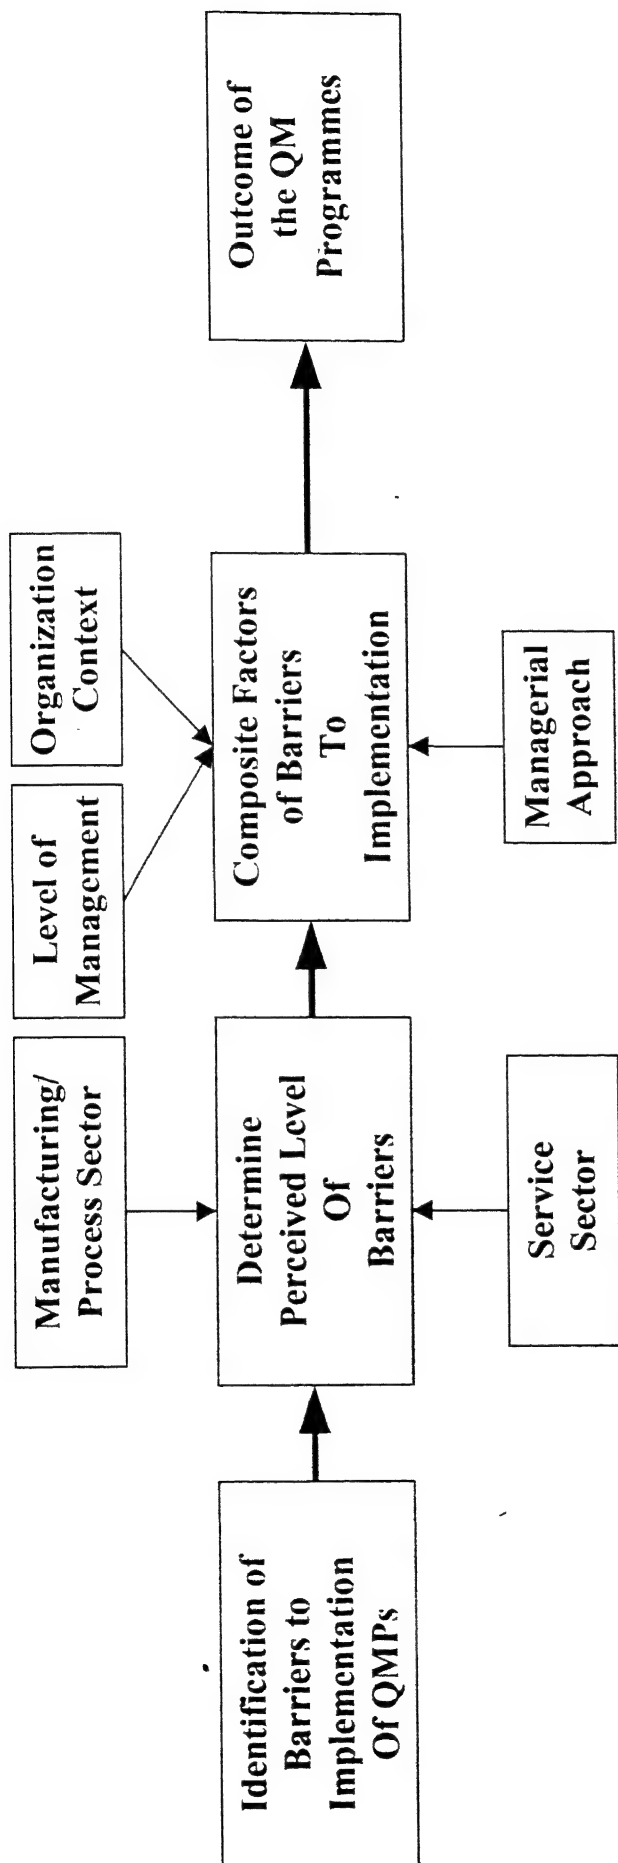 Manufacturing/
Process Sector
Level of
Management
Organization
Context
Identification of
Barriers to
Implementation
Of QMPs
Determine
Perceived Level
Of
Barriers
Composite Factors
of Barriers
To
Implementation
Outcome of
the QM
Programmes
Service
Sector
Managerial
Approach